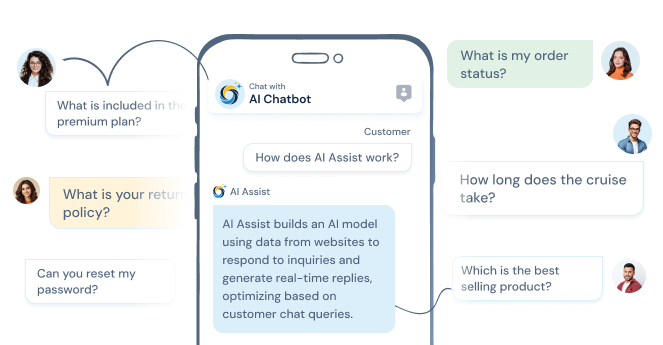 What is included in the
premium plan?
What is your return
policy?
Can you reset my
password?
Chat with
AI Chatbot
Customer
How does AI Assist work?
AI Assist
AI Assist builds an AI model
using data from websites to
respond to inquiries and
generate real-time replies,
optimizing based on
customer chat queries.
What is my order
status?
How long does the cruise
take?
Which is the best
selling product?